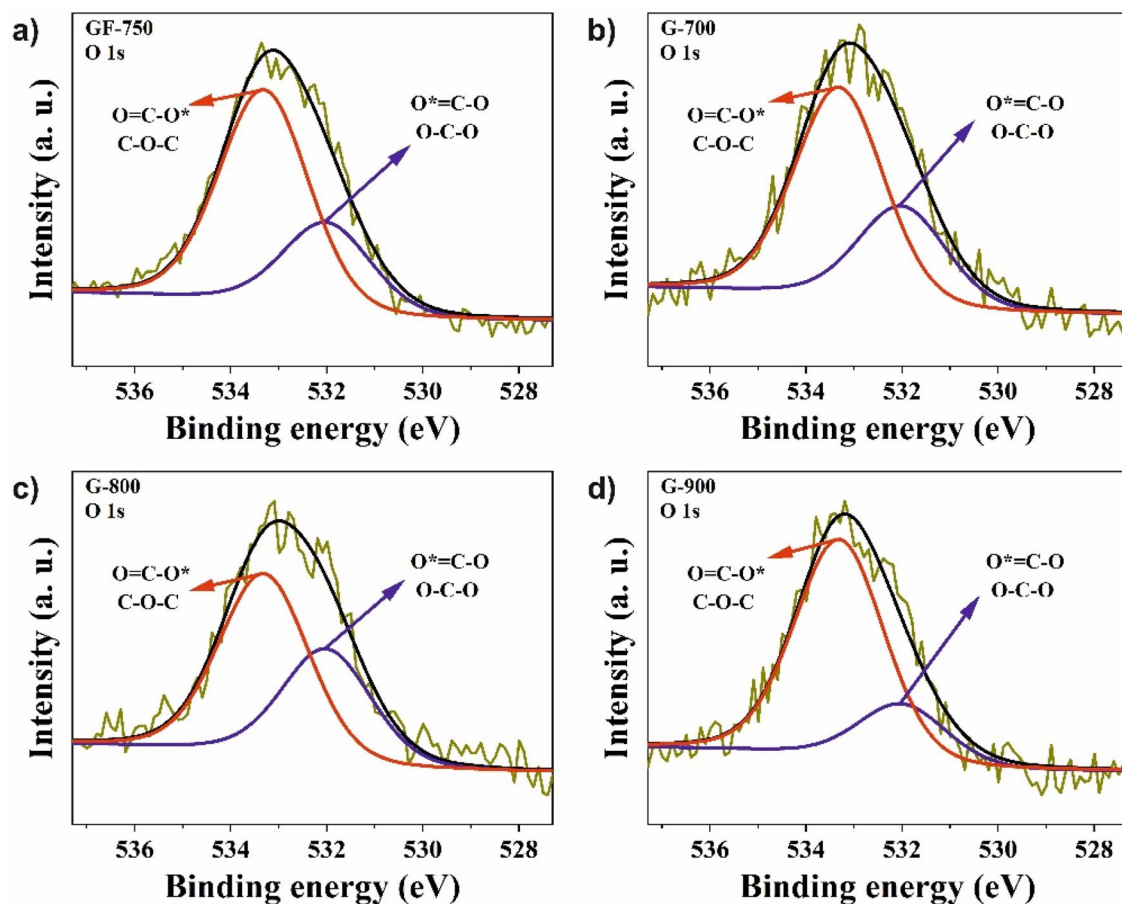 a)
GF-750
O 1s
O=C-O*
C-O-C
O*=C-O
O-C-O
Intensity (a. u.)
536 534 532 530 528
Binding energy (eV)
b)
G-700
O 1s
O=C-O*
C-O-C
O*=C-O
O-C-O
Intensity (a. u.)
536 534 532 530 528
Binding energy (eV)
c)
G-800
O 1s
O=C-O*
C-O-C
O*=C-O
O-C-O
Intensity (a. u.)
536 534 532 530 528
Binding energy (eV)
d)
G-900
O 1s
O=C-O*
C-O-C
O*=C-O
O-C-O
Intensity (a. u.)
536 534 532 530 528
Binding energy (eV)